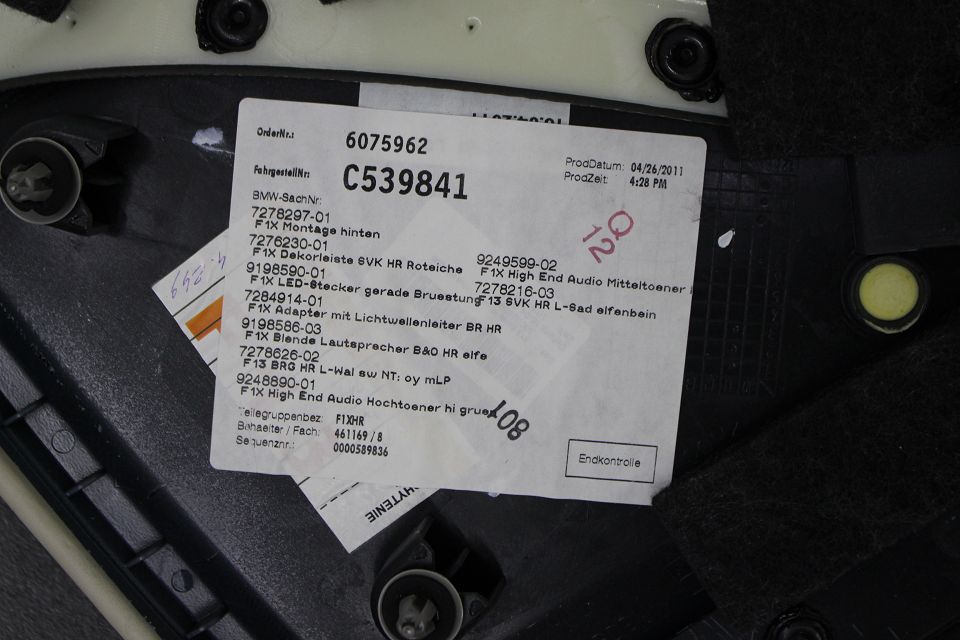 OrderNr.: 6075962
FahrgestellNr: C539841
ProdDatum: 04/26/2011
ProdZeit: 4:28 PM
BMW-SachNr:
7278297-01
F1X Montage hinten
7276230-01
F1X Dekorleiste SVK HR Roteiche
9198590-01
F1X LED-Stecker gerade Bruestung
7284914-01
F1X Adapter mit Lichtwellenleiter BR HR
9198586-03
F1X Blende Lautsprecher B&O HR elfe
7278626-02
F13 BRG HR L-Wal sw NT: oy mLP
9248890-01
F1X High End Audio Hochtoener hi grue
9249599-02
F1X High End Audio Mitteltoener
7278216-03
F13 SVK HR L-Sad elfenbein
Q
12
801
Teilegruppenbez: F1XHR
Behaelter / Fach: 461169 / 8
Sequenznr.: 0000589836
Endkontrolle